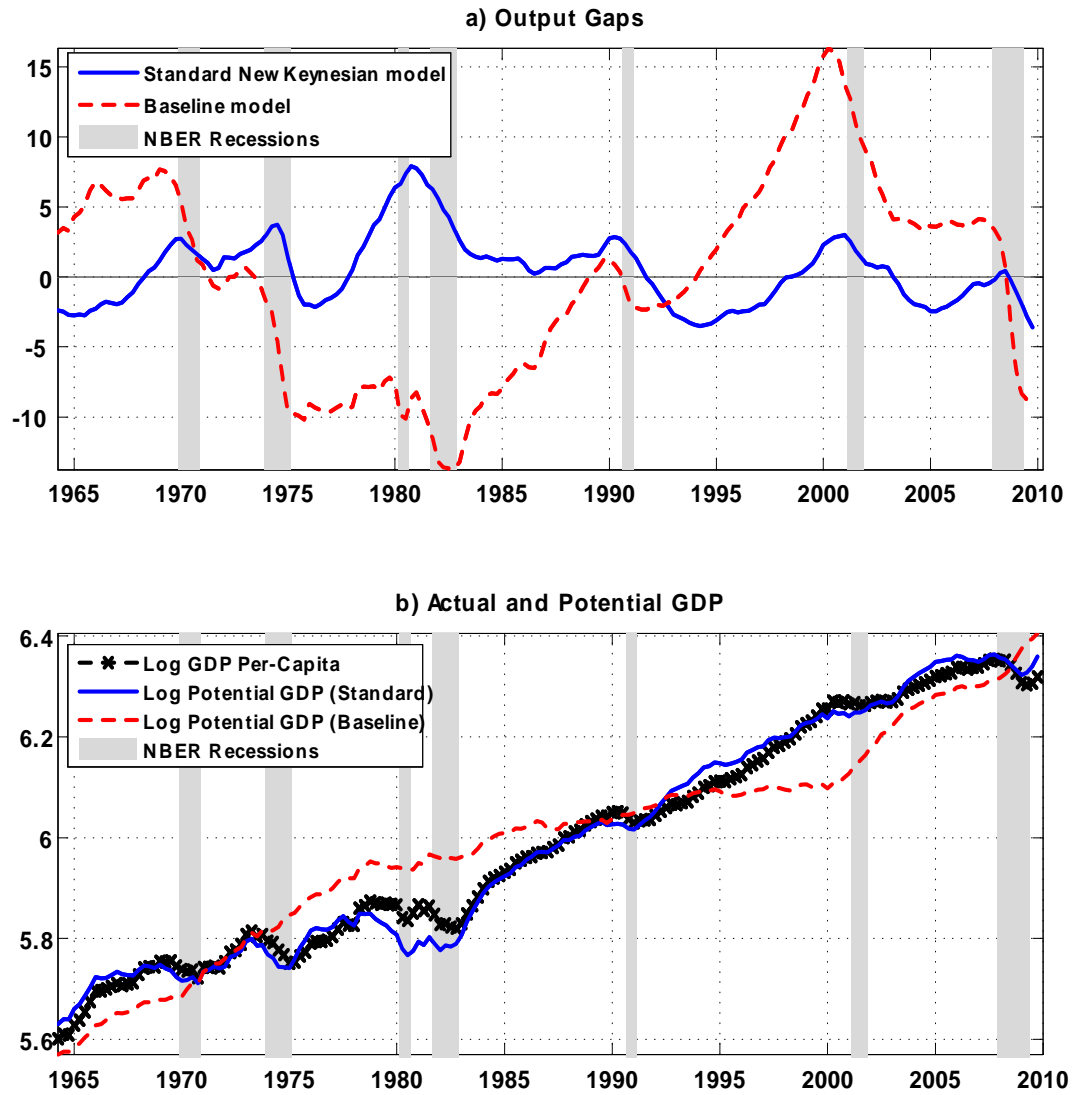 a) Output Gaps
15
10
5
0
-5
-10
Standard New Keynesian model
Baseline model
NBER Recessions
1965 1970 1975 1980 1985 1990 1995 2000 2005 2010
b) Actual and Potential GDP
6.4
6.2
6
5.8
5.6
Log GDP Per-Capita
Log Potential GDP (Standard)
Log Potential GDP (Baseline)
NBER Recessions
1965 1970 1975 1980 1985 1990 1995 2000 2005 2010